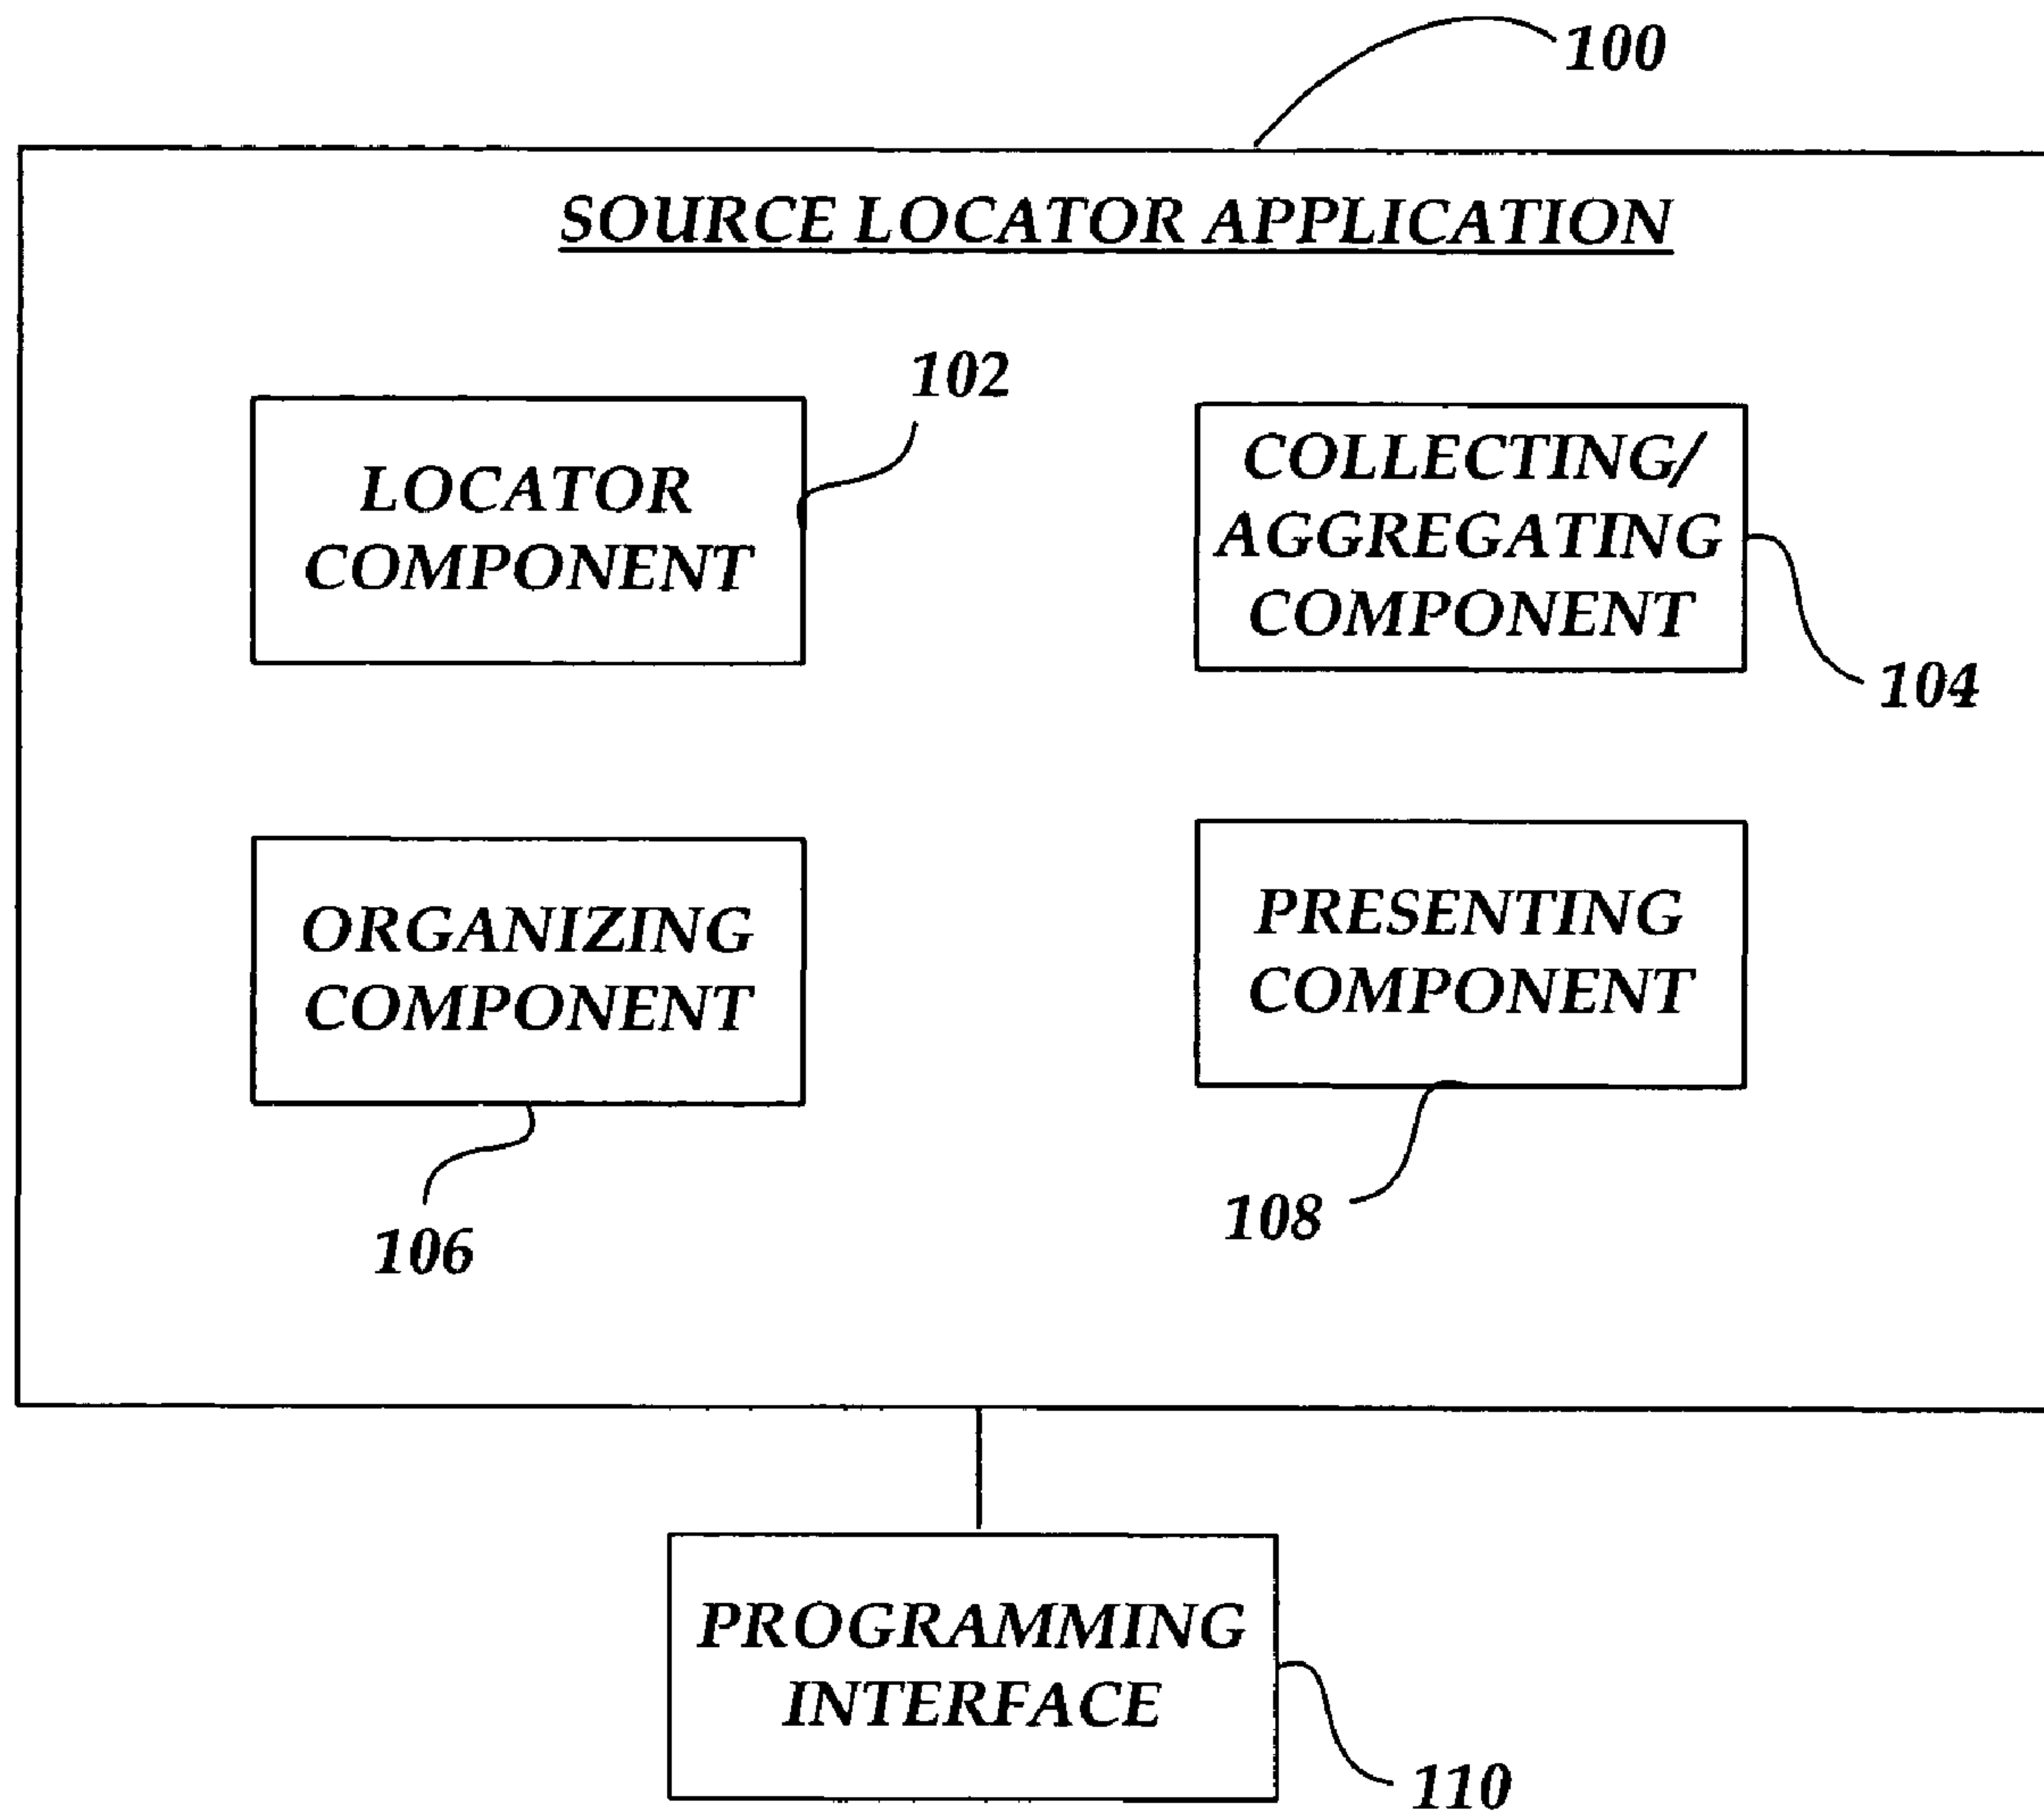 100
SOURCE LOCATOR APPLICATION
102
LOCATOR
COMPONENT
COLLECTING/
AGGREGATING
COMPONENT
104
ORGANIZING
COMPONENT
PRESENTING
COMPONENT
106
108
PROGRAMMING
INTERFACE
110